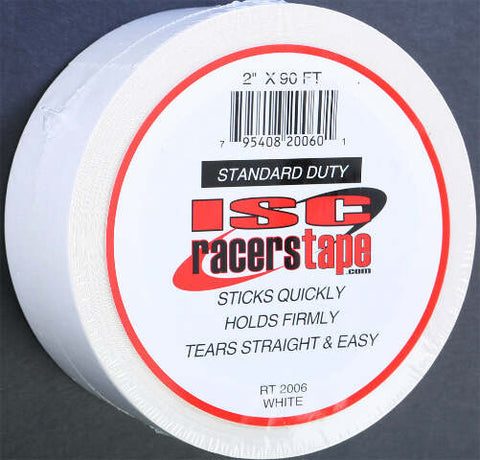 2" X 90 FT
7 95408 20060 1
STANDARD DUTY
ISC
racerstape
.com
STICKS QUICKLY
HOLDS FIRMLY
TEARS STRAIGHT & EASY
RT 2006
WHITE